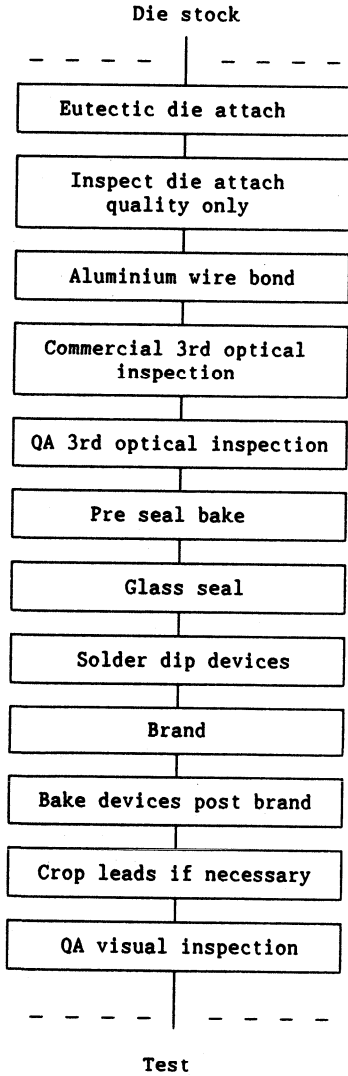 Die stock
Eutectic die attach
Inspect die attach
quality only
Aluminium wire bond
Commercial 3rd optical
inspection
QA 3rd optical inspection
Pre seal bake
Glass seal
Solder dip devices
Brand
Bake devices post brand
Crop leads if necessary
QA visual inspection
Test